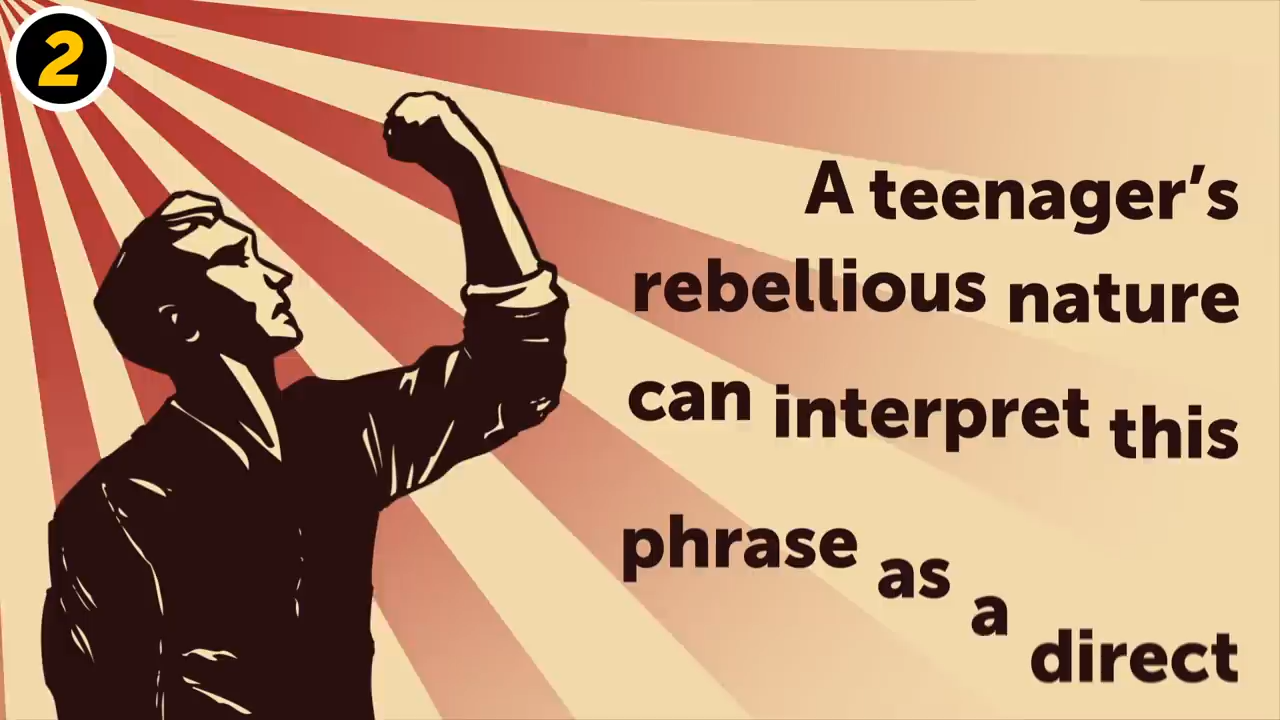 2
A teenager’s
rebellious nature
can interpret this
phrase as a
direct